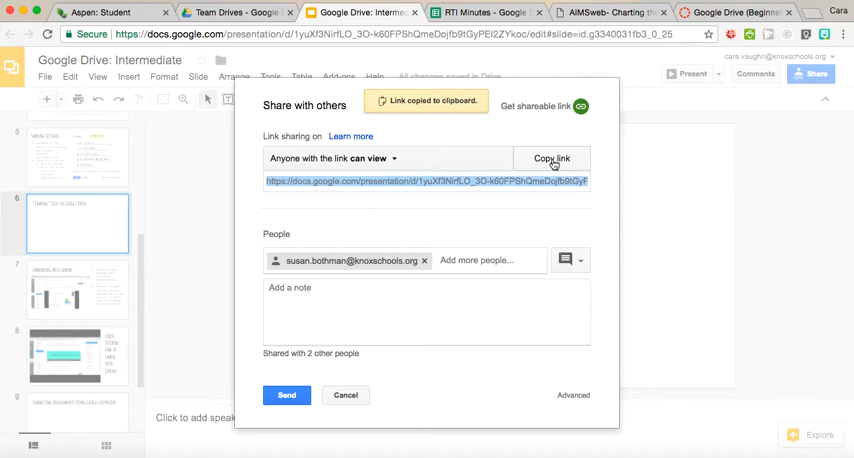 Aspen: Student
Team Drives - Google
Google Drive: Intermed
RTI Minutes - Google S
AIMSweb- Charting the
Google Drive (Beginner
Cara
Secure
https://docs.google.com/presentation/d/1yuXf3NirfLO_3O-k60FPShQmeDojfb9tGyPEI2ZYkoc/edit#slide=id.g3340031fb3_0_25
Google Drive: Intermediate
cara.vaughn@knoxschools.org
File Edit View Insert Format Slide Arrange Tools Table Add-ons Help All changes saved in Drive
Present
Comments
Share
Share with others
Link copied to clipboard.
Get shareable link
Link sharing on Learn more
Anyone with the link can view
Copy link
https://docs.google.com/presentation/d/1yuXf3NirfLO_3O-k60FPShQmeDojfb9tGyP
People
susan.bothman@knoxschools.org
Add more people...
Add a note
Shared with 2 other people
Send
Cancel
Advanced
5
6
7
8
9
Click to add speak
Explore